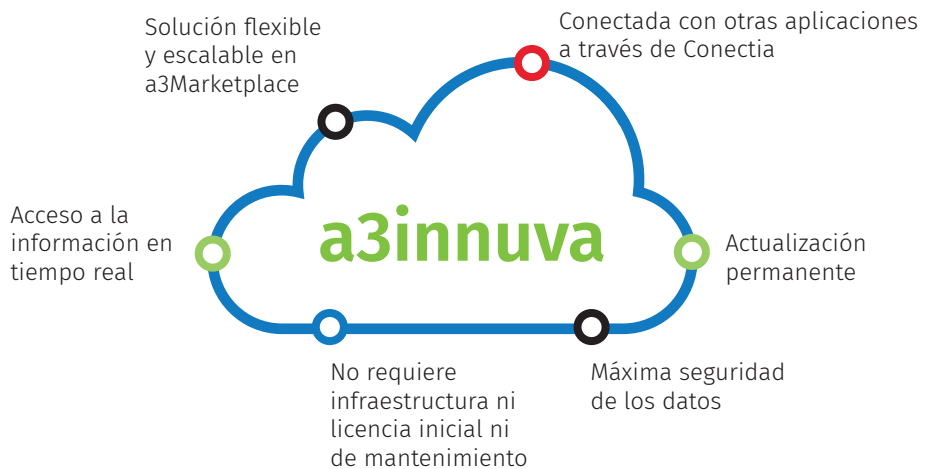 Solución flexible
y escalable en
a3Marketplace
Conectada con otras aplicaciones
a través de Conectia
Acceso a la
información en
tiempo real
a3innuva
Actualización
permanente
No requiere
infraestructura ni
licencia inicial ni
de mantenimiento
Máxima seguridad
de los datos